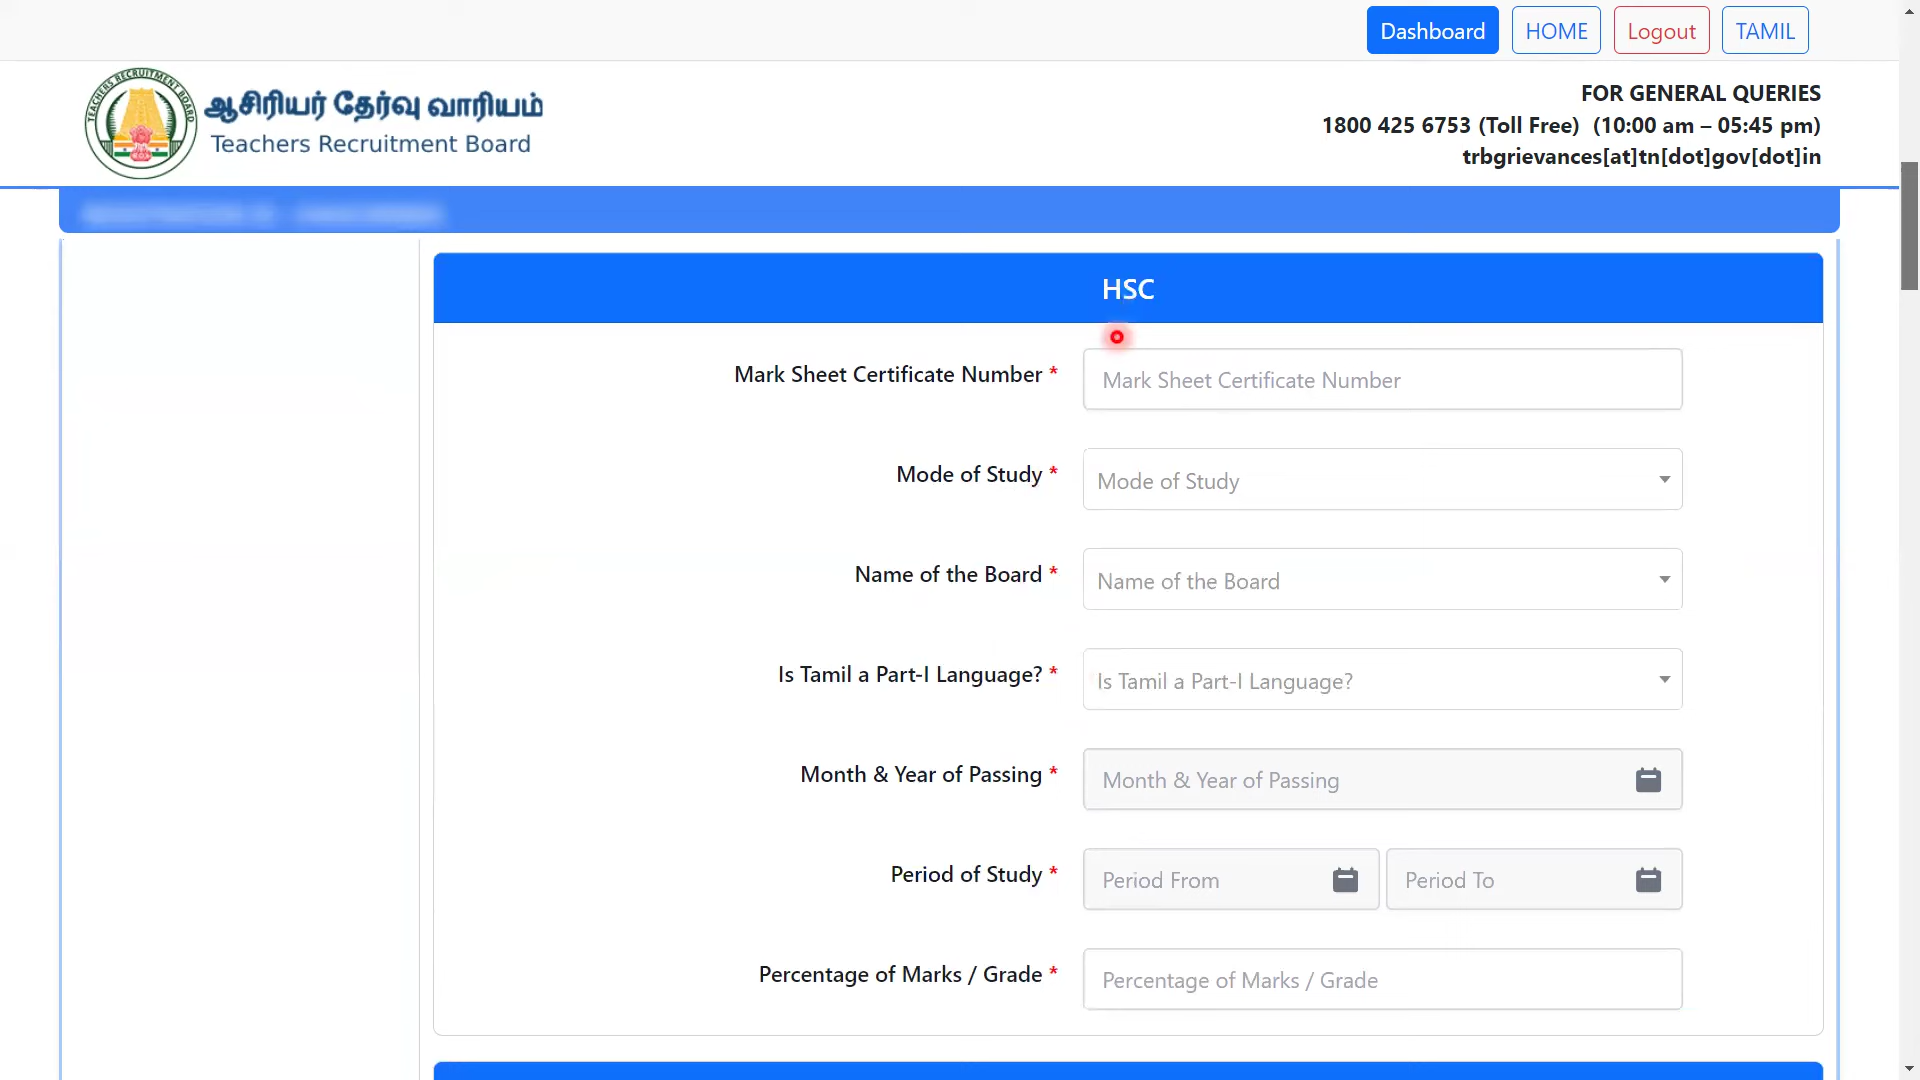 Dashboard HOME Logout TAMIL
TEACHERS RECRUITMENT BOARD
ஆசிரியர் தேர்வு வாரியம்
Teachers Recruitment Board
FOR GENERAL QUERIES
1800 425 6753 (Toll Free) (10:00 am – 05:45 pm)
trbgrievances[at]tn[dot]gov[dot]in
HSC
Mark Sheet Certificate Number * Mark Sheet Certificate Number
Mode of Study * Mode of Study
Name of the Board * Name of the Board
Is Tamil a Part-I Language? * Is Tamil a Part-I Language?
Month & Year of Passing * Month & Year of Passing
Period of Study * Period From Period To
Percentage of Marks / Grade * Percentage of Marks / Grade